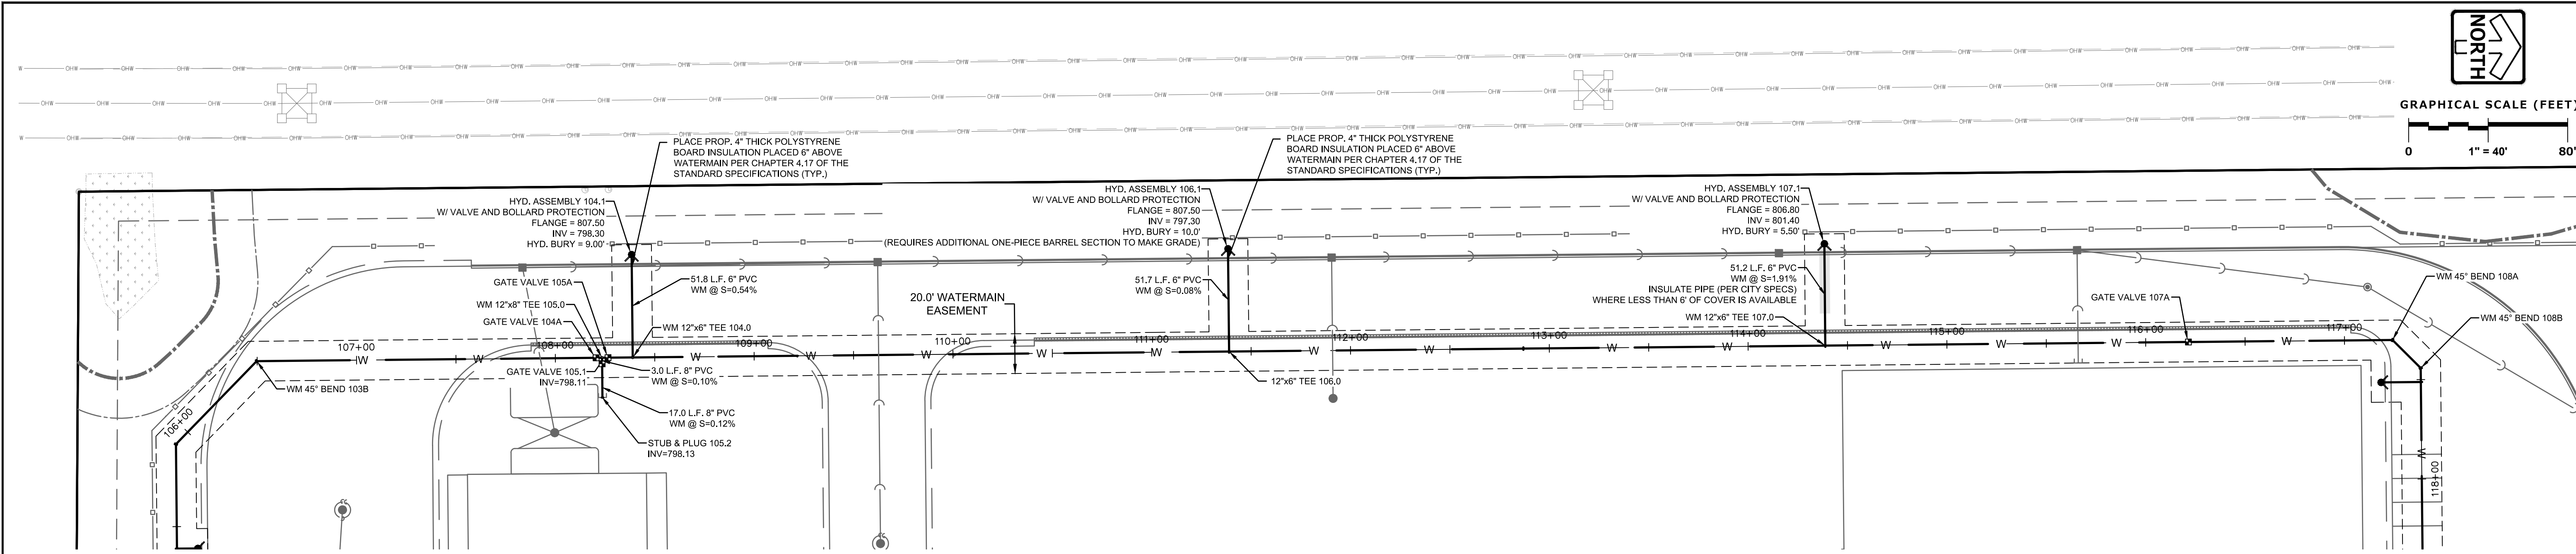 NORTH
GRAPHICAL SCALE (FEET)
0 1" = 40' 80'
PLACE PROP. 4" THICK POLYSTYRENE
BOARD INSULATION PLACED 6" ABOVE
WATERMAIN PER CHAPTER 4.17 OF THE
STANDARD SPECIFICATIONS (TYP.)
PLACE PROP. 4" THICK POLYSTYRENE
BOARD INSULATION PLACED 6" ABOVE
WATERMAIN PER CHAPTER 4.17 OF THE
STANDARD SPECIFICATIONS (TYP.)
HYD. ASSEMBLY 104.1
W/ VALVE AND BOLLARD PROTECTION
FLANGE = 807.50
INV = 798.30
HYD. BURY = 9.00'
HYD. ASSEMBLY 106.1
W/ VALVE AND BOLLARD PROTECTION
FLANGE = 807.50
INV = 797.30
HYD. BURY = 10.0'
(REQUIRES ADDITIONAL ONE-PIECE BARREL SECTION TO MAKE GRADE)
HYD. ASSEMBLY 107.1
W/ VALVE AND BOLLARD PROTECTION
FLANGE = 806.80
INV = 801.40
HYD. BURY = 5.50'
GATE VALVE 105A
WM 12"x8" TEE 105.0
GATE VALVE 104A
51.8 L.F. 6" PVC
WM @ S=0.54%
WM 12"x6" TEE 104.0
20.0' WATERMAIN
EASEMENT
51.7 L.F. 6" PVC
WM @ S=0.08%
51.2 L.F. 6" PVC
WM @ S=1.91%
INSULATE PIPE (PER CITY SPECS)
WHERE LESS THAN 6' OF COVER IS AVAILABLE
WM 12"x6" TEE 107.0
GATE VALVE 107A
WM 45° BEND 108A
WM 45° BEND 108B
106+00
107+00
108+00
109+00
110+00
111+00
112+00
113+00
114+00
115+00
116+00
117+00
118+00
WM 45° BEND 103B
GATE VALVE 105.1
INV=798.11
3.0 L.F. 8" PVC
WM @ S=0.10%
17.0 L.F. 8" PVC
WM @ S=0.12%
STUB & PLUG 105.2
INV=798.13
12"x6" TEE 106.0